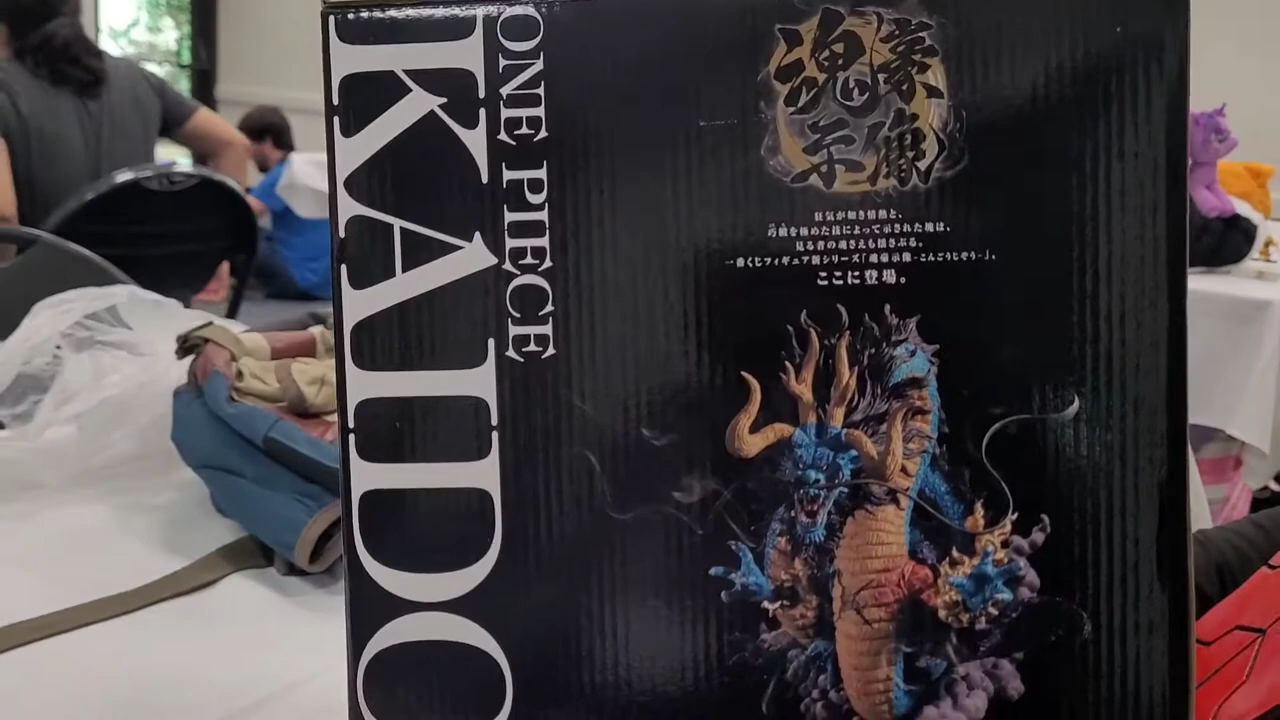 KAIDO
ONE PIECE
魂豪
示像
狂気が如き情熱と、
巧緻を極めた技によって示された塊は、
見る者の魂さえも揺さぶる。
一番くじフィギュア新シリーズ「魂豪示像-こんごうじぞう-」、
ここに登場。